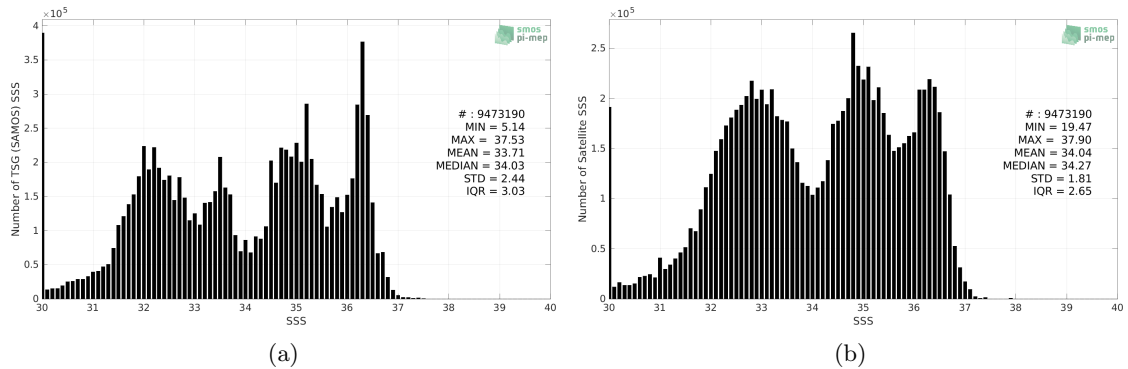 ×10⁵
4
3.5
3
2.5
2
1.5
1
0.5
0
Number of TSG (SAMOS) SSS
30 31 32 33 34 35 36 37 38 39 40
SSS
smos
pi-mep
# : 9473190
MIN = 5.14
MAX = 37.53
MEAN = 33.71
MEDIAN = 34.03
STD = 2.44
IQR = 3.03
(a)
×10⁵
2.5
2
1.5
1
0.5
0
Number of Satellite SSS
30 31 32 33 34 35 36 37 38 39 40
SSS
smos
pi-mep
# : 9473190
MIN = 19.47
MAX = 37.90
MEAN = 34.04
MEDIAN = 34.27
STD = 1.81
IQR = 2.65
(b)